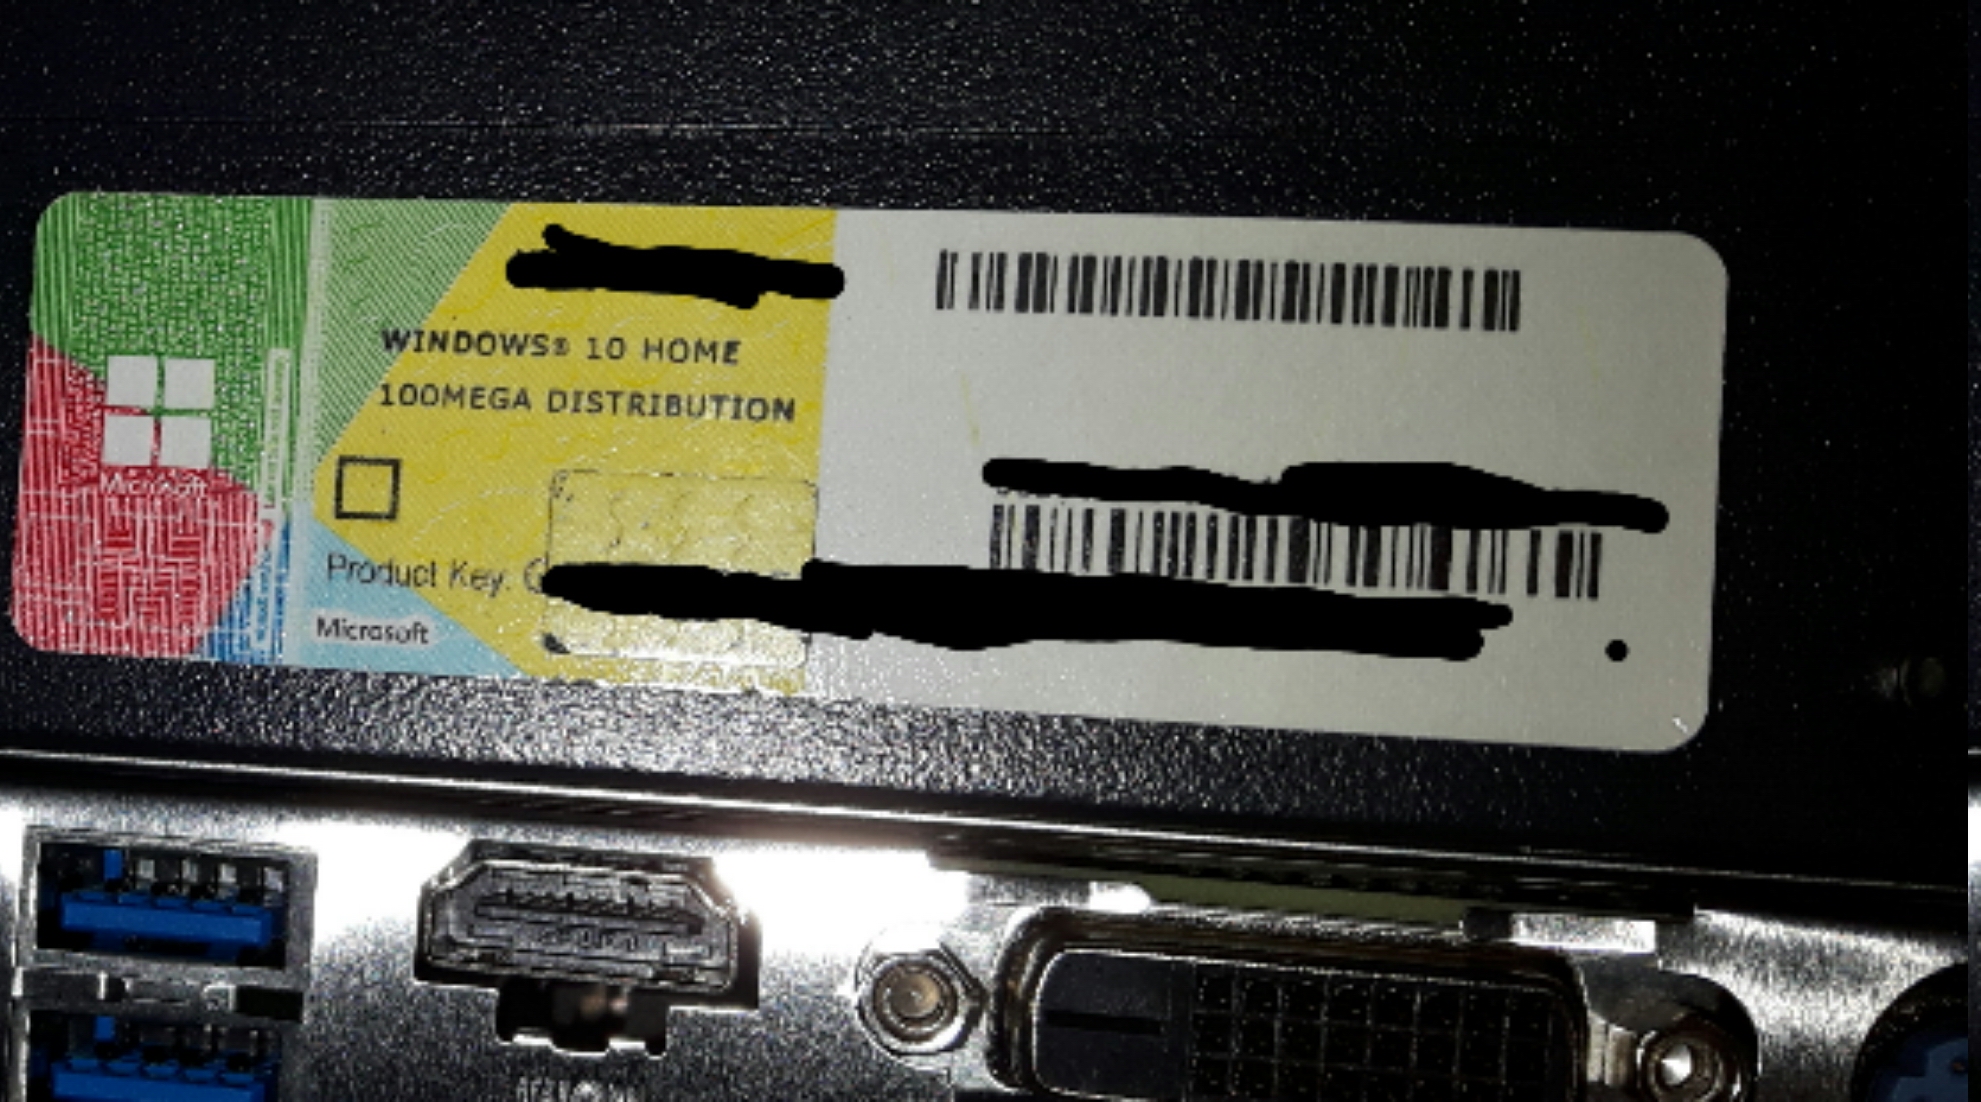 Microsoft
WINDOWS® 10 HOME
100MEGA DISTRIBUTION
Product Key:
Microsoft